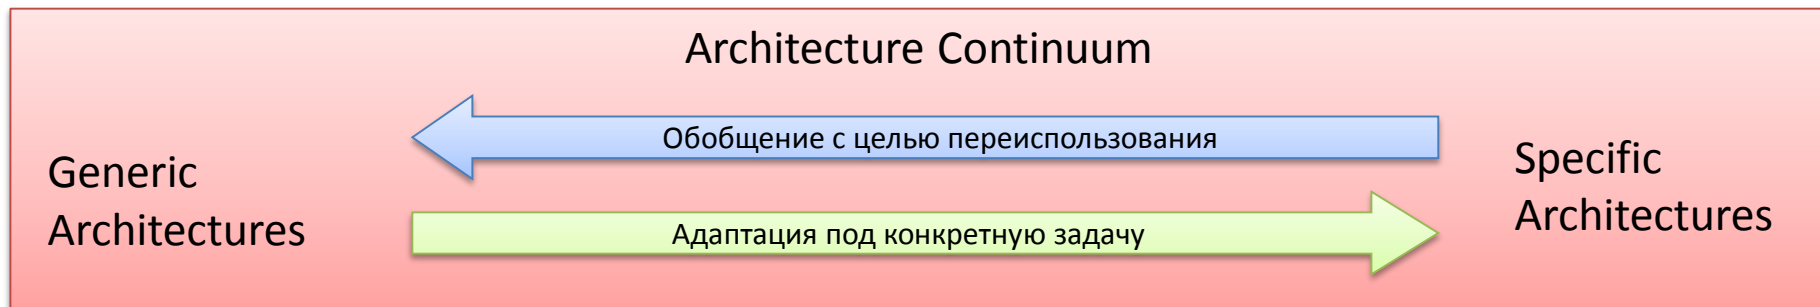 Architecture Continuum
Обобщение с целью переиспользования
Generic
Architectures
Specific
Architectures
Адаптация под конкретную задачу